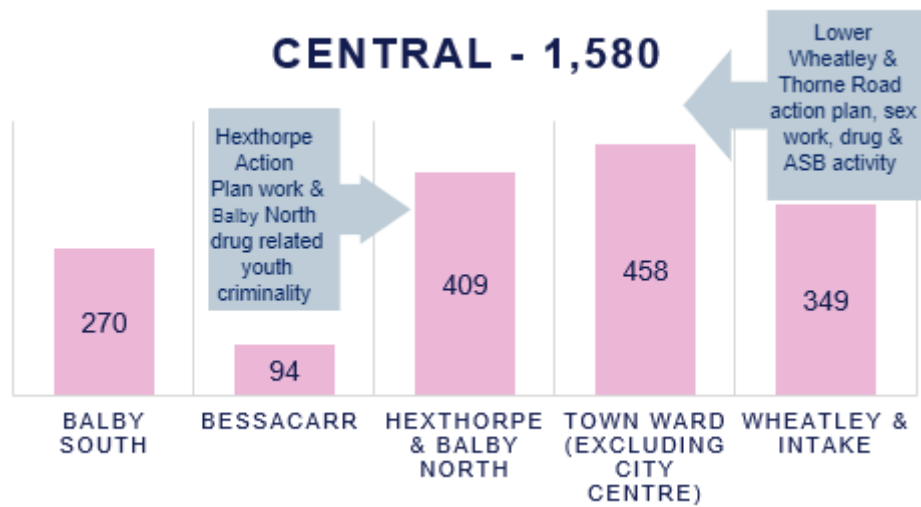 CENTRAL - 1,580
Lower
Wheatley &
Thorne Road
action plan, sex
work, drug &
ASB activity
Hexthorpe
Action
Plan work &
Balby North
drug related
youth
criminality
270
94
409
458
349
BALBY
SOUTH
BESSACARR
HEXTHORPE
& BALBY
NORTH
TOWN WARD
(EXCLUDING
CITY
CENTRE)
WHEATLEY &
INTAKE